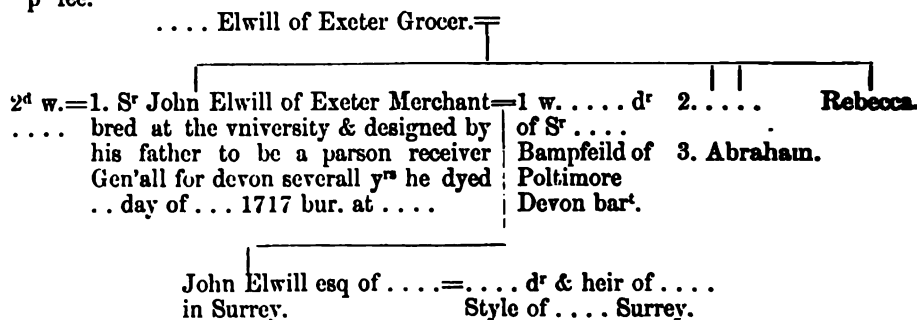 p lec.
.... Elwill of Exeter Grocer.=
2ᵈ w.=1. Sʳ John Elwill of Exeter Merchant=1 w..... dʳ 2..... Rebecca.
.... bred at the vniversity & designed by of Sʳ ....
his father to be a parson receiver Bampfeild of 3. Abraham.
Gen'all for devon severall yʳˢ he dyed Poltimore
.. day of ... 1717 bur. at .... Devon barᵗ.
John Elwill esq of ....=.... dʳ & heir of ....
in Surrey. Style of .... Surrey.